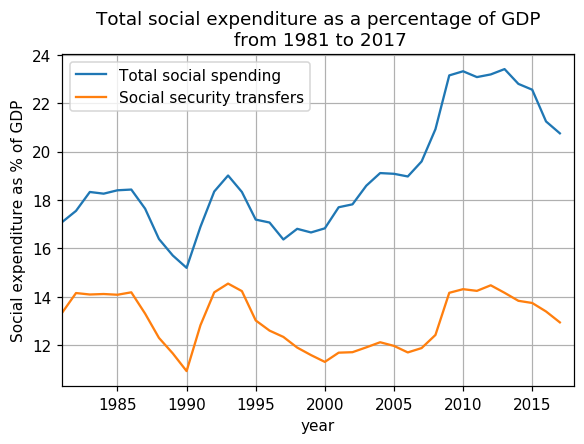 Total social expenditure as a percentage of GDP
from 1981 to 2017
Social expenditure as % of GDP
24
22
20
18
16
14
12
Total social spending
Social security transfers
1985 1990 1995 2000 2005 2010 2015
year